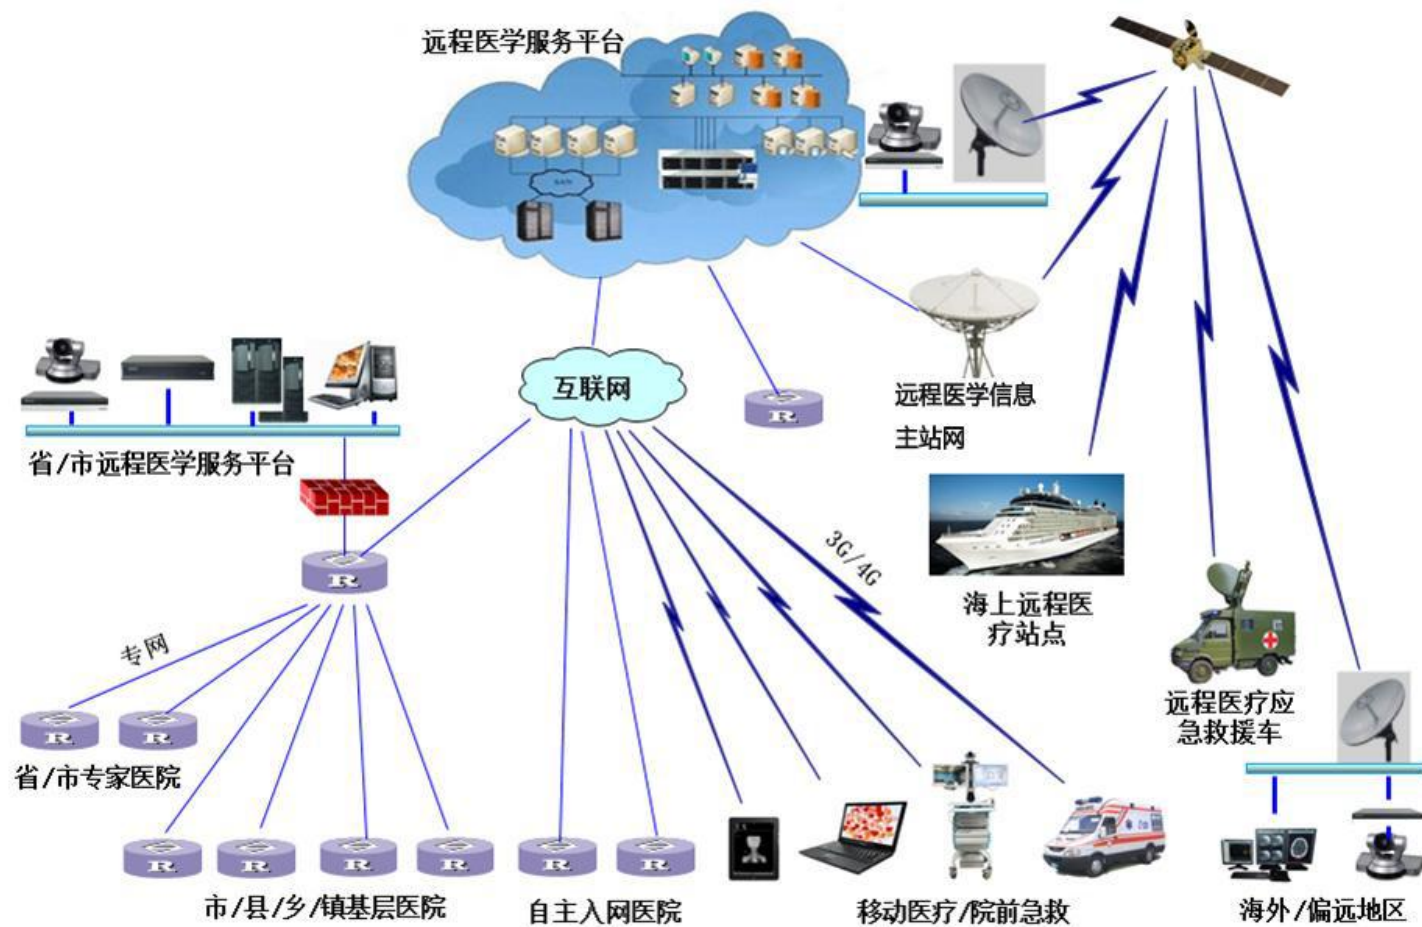 远程医学服务平台
互联网
R
远程医学信息
主站网
省/市远程医学服务平台
R
3G/4G
海上远程医
疗站点
专网
远程医疗应
急救援车
R
R
省/市专家医院
R
R
R
R
R
R
市/县/乡/镇基层医院
自主入网医院
移动医疗/院前急救
海外/偏远地区